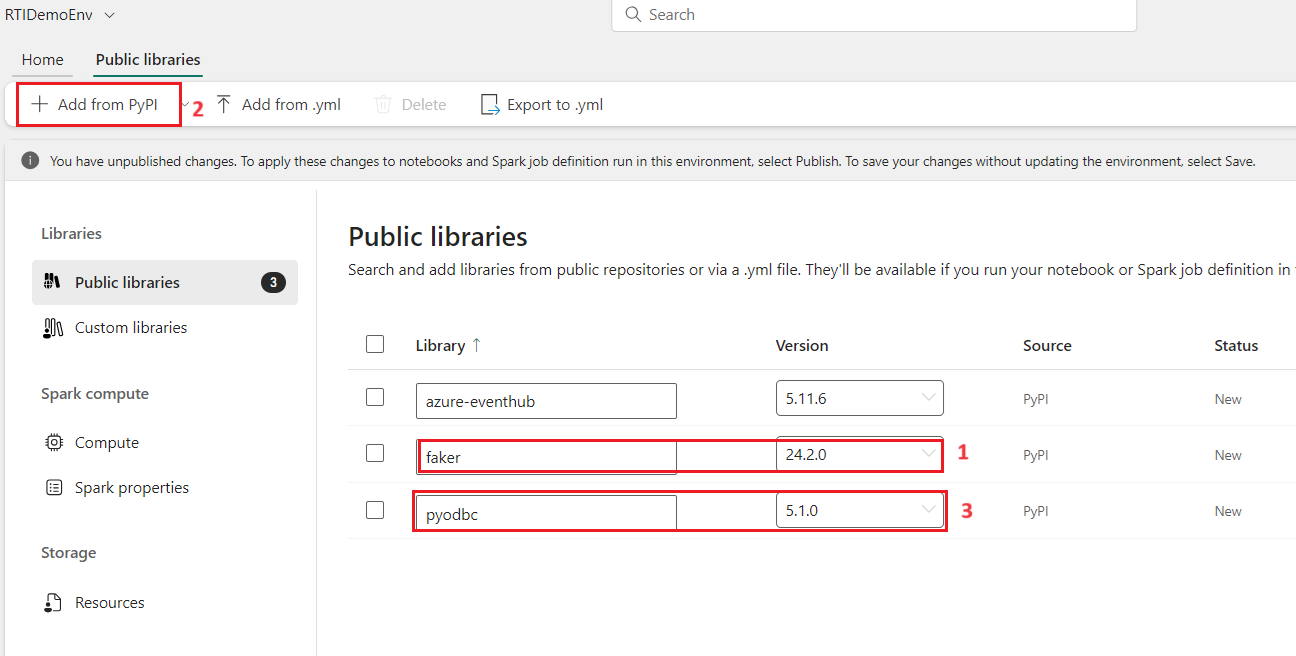 RTIDemoEnv
Search
Home Public libraries
Add from PyPI 2 Add from .yml Delete Export to .yml
You have unpublished changes. To apply these changes to notebooks and Spark job definition run in this environment, select Publish. To save your changes without updating the environment, select Save.
Libraries
Public libraries 3
Custom libraries
Spark compute
Compute
Spark properties
Storage
Resources
Public libraries
Search and add libraries from public repositories or via a .yml file. They'll be available if you run your notebook or Spark job definition in
Library ↑ Version Source Status
azure-eventhub 5.11.6 PyPI New
faker 24.2.0 1 PyPI New
pyodbc 5.1.0 3 PyPI New